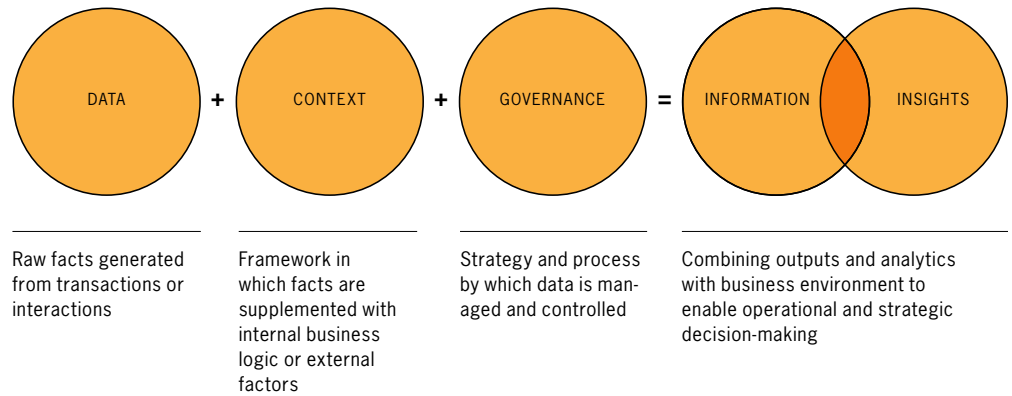 DATA + CONTEXT + GOVERNANCE = INFORMATION INSIGHTS
Raw facts generated
from transactions or
interactions
Framework in
which facts are
supplemented with
internal business
logic or external
factors
Strategy and process
by which data is man-
aged and controlled
Combining outputs and analytics
with business environment to
enable operational and strategic
decision-making